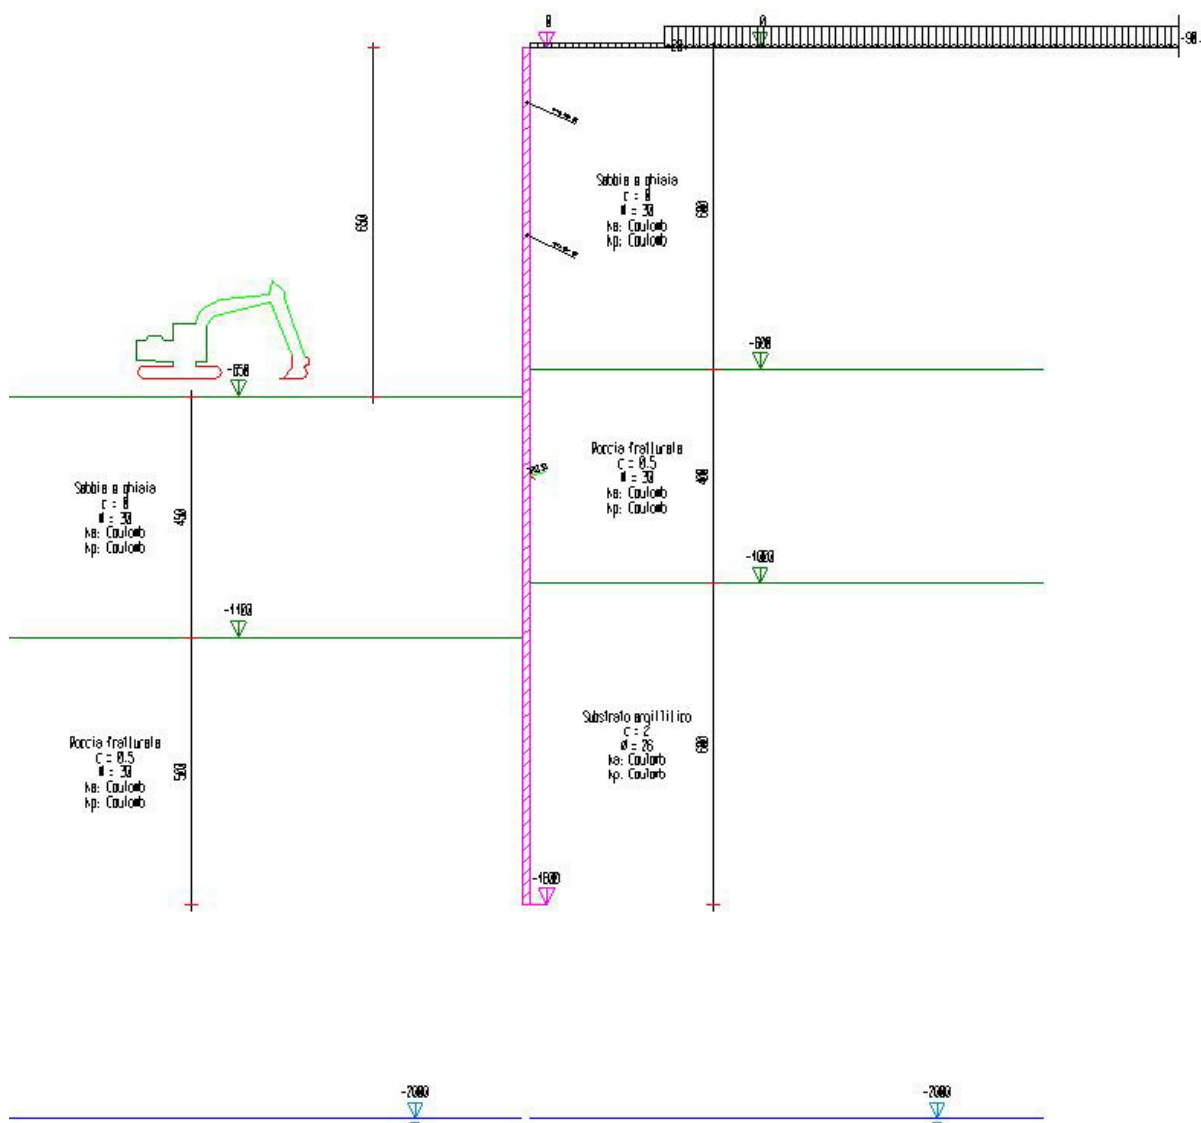 0
0
-90.
20
Sabbia e ghiaia
c = 0
ø = 30
ka: Coulomb
kp: Coulomb
600
650
-600
-650
Roccia fratturata
c = 0.5
ø = 30
ka: Coulomb
kp: Coulomb
400
Sabbia e ghiaia
c = 0
ø = 30
ka: Coulomb
kp: Coulomb
450
-1000
-1100
Substrato argillitico
c = 2
Ø = 26
ka: Coulomb
kp: Coulomb
600
Roccia fratturata
c = 0.5
ø = 30
ka: Coulomb
kp: Coulomb
500
-1600
-2000
-2000